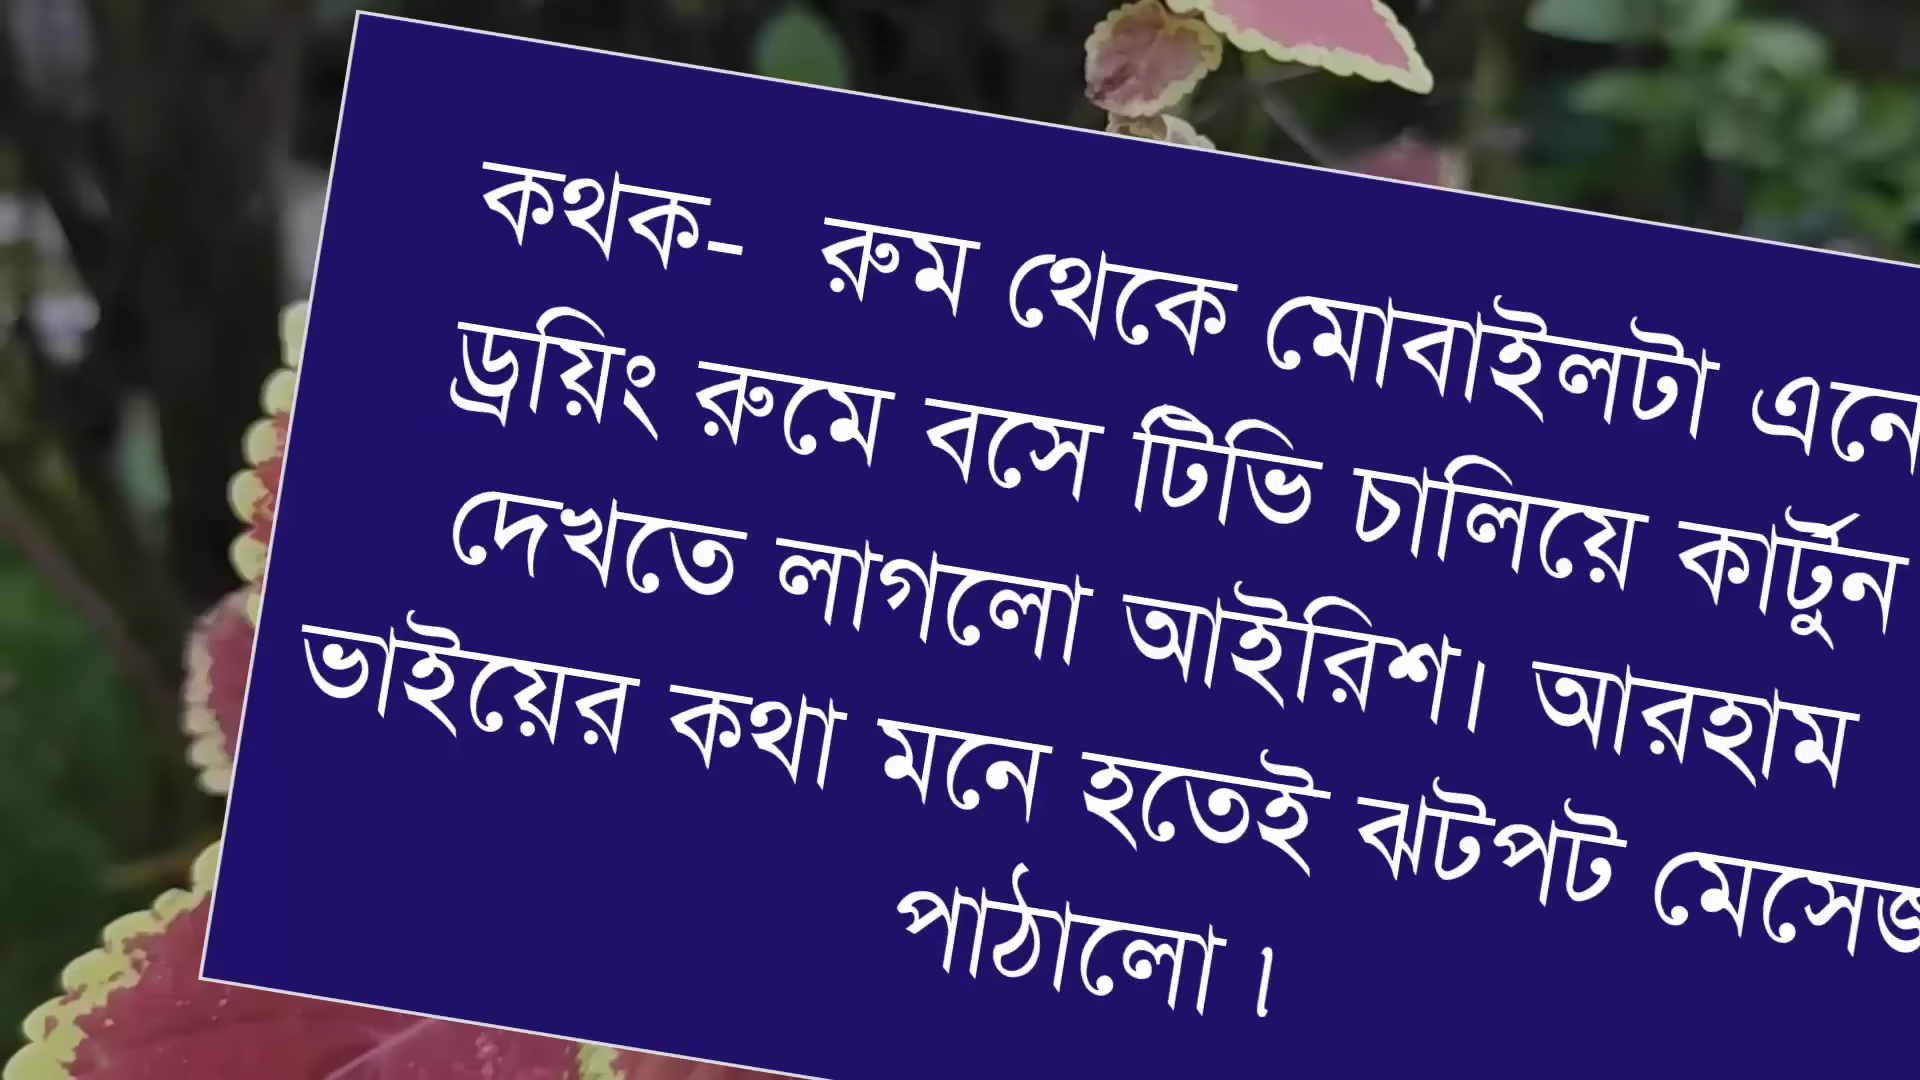 কথক- রুম থেকে মোবাইলটা এনে
ড্রয়িং রুমে বসে টিভি চালিয়ে কার্টুন
দেখতে লাগলো আইরিশ। আরহাম
ভাইয়ের কথা মনে হতেই ঝটপট মেসেজ
পাঠালো ।